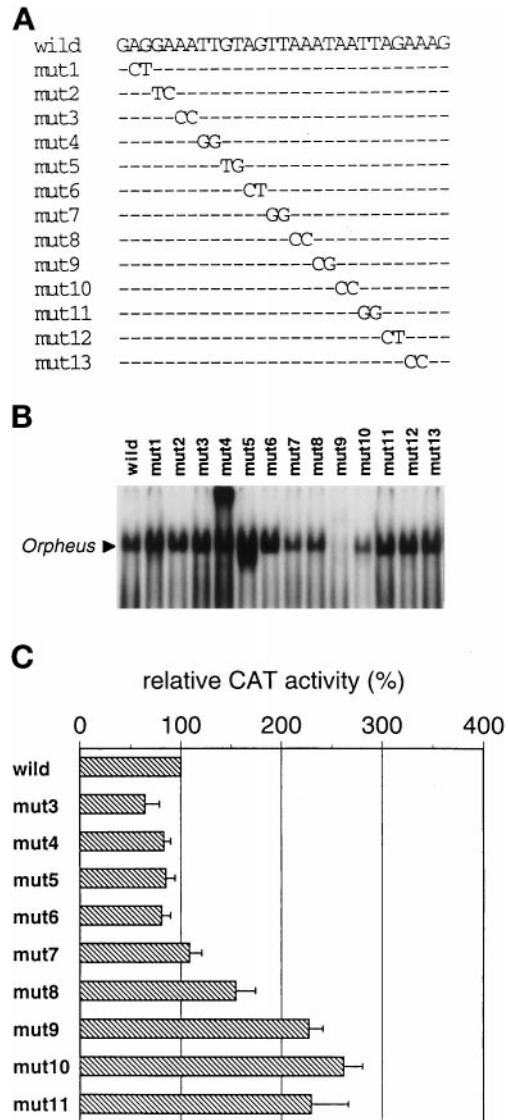 A
wild GAGGAAATTGTAGTTAAATAATTAGAAAG
mut1 -CT--------------------------
mut2 ---TC------------------------
mut3 -----CC----------------------
mut4 -------GG--------------------
mut5 ---------TG------------------
mut6 -----------CT----------------
mut7 -------------GG--------------
mut8 ---------------CC------------
mut9 -----------------CG----------
mut10 -------------------CC--------
mut11 ---------------------GG------
mut12 -----------------------CT----
mut13 -------------------------CC--
B
wild mut1 mut2 mut3 mut4 mut5 mut6 mut7 mut8 mut9 mut10 mut11 mut12 mut13
Orpheus
C
relative CAT activity (%)
0 100 200 300 400
wild
mut3
mut4
mut5
mut6
mut7
mut8
mut9
mut10
mut11